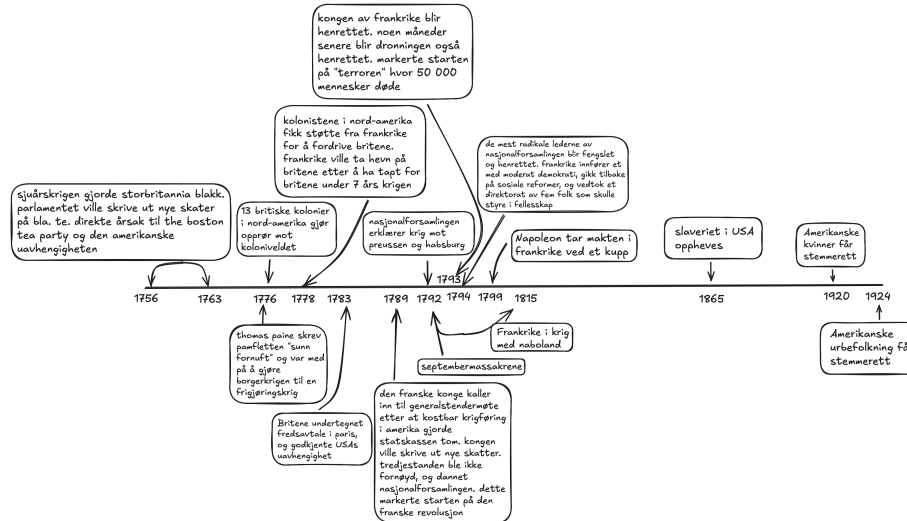 kongen av frankrike blir
henrettet. noen måneder
senere blir dronningen også
henrettet. markerte starten
på "terroren" hvor 50 000
mennesker døde
kolonistene i nord-amerika
fikk støtte fra frankrike
for å fordrive britene.
frankrike ville ta hevn på
britene etter å ha tapt for
britene under 7 års krigen
de mest radikale lederne av
nasjonalforsamlingen blir fengslet
og henrettet. frankrike innfører et
med moderat demokrati, gikk tilbake
på sosiale reformer, og vedtok et
direktorat av fem folk som skulle
styre i fellesskap
sjuårskrigen gjorde storbritannia blakk.
parlamentet ville skrive ut nye skater
på bla. te. direkte årsak til the boston
tea party og den amerikanske
uavhengigheten
13 britiske kolonier
i nord-amerika gjør
opprør mot
koloniveldet
nasjonalforsamlingen
erklærer krig mot
preussen og habsburg
Napoleon tar makten i
frankrike ved et kupp
slaveriet i USA
oppheves
Amerikanske
kvinner får
stemmerett
1793
1756 1763 1776 1778 1783 1789 1792 1794 1799 1815 1865 1920 1924
thomas paine skrev
pamfletten "sunn
fornuft" og var med
på å gjøre
borgerkrigen til en
frigjøringskrig
Frankrike i krig
med naboland
septembermassakrene
Amerikanske
urbefolkning få
stemmerett
Britene undertegnet
fredsavtale i paris,
og godkjente USAs
uavhengighet
den franske konge kaller
inn til generalstendermøte
etter at kostbar krigføring
i amerika gjorde
statskassen tom. kongen
ville skrive ut nye skatter.
tredjestanden ble ikke
fornøyd, og dannet
nasjonalforsamlingen. dette
markerte starten på den
franske revolusjon